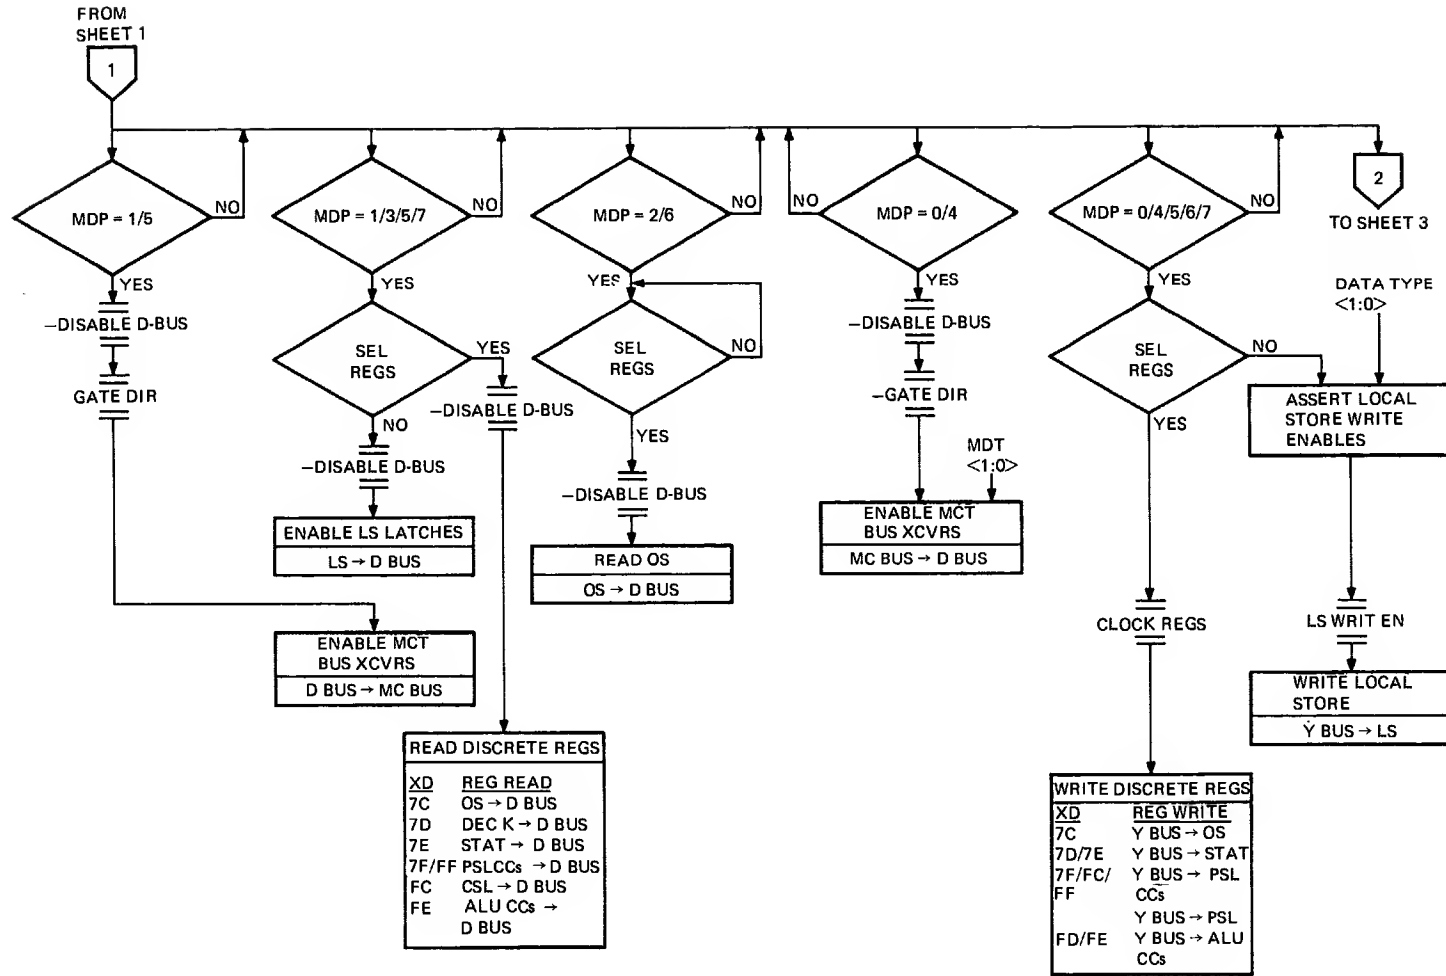 FROM
SHEET 1
1
MDP = 1/5
NO
YES
—DISABLE D-BUS
GATE DIR
ENABLE MCT
BUS XCVRS
D BUS → MC BUS
MDP = 1/3/5/7
NO
YES
SEL
REGS
YES
NO
—DISABLE D-BUS
ENABLE LS LATCHES
LS → D BUS
—DISABLE D-BUS
READ DISCRETE REGS
XD REG READ
7C OS → D BUS
7D DEC K → D BUS
7E STAT → D BUS
7F/FF PSLCCs → D BUS
FC CSL → D BUS
FE ALU CCs →
D BUS
MDP = 2/6
NO
YES
SEL
REGS
NO
YES
—DISABLE D-BUS
READ OS
OS → D BUS
MDP = 0/4
NO
YES
—DISABLE D-BUS
—GATE DIR
MDT
<1:0>
ENABLE MCT
BUS XCVRS
MC BUS → D BUS
MDP = 0/4/5/6/7
NO
YES
SEL
REGS
NO
YES
CLOCK REGS
WRITE DISCRETE REGS
XD REG WRITE
7C Y BUS → OS
7D/7E Y BUS → STAT
7F/FC/ Y BUS → PSL
FF CCs
Y BUS → PSL
FD/FE Y BUS → ALU
CCs
2
TO SHEET 3
DATA TYPE
<1:0>
ASSERT LOCAL
STORE WRITE
ENABLES
LS WRIT EN
WRITE LOCAL
STORE
Y BUS → LS